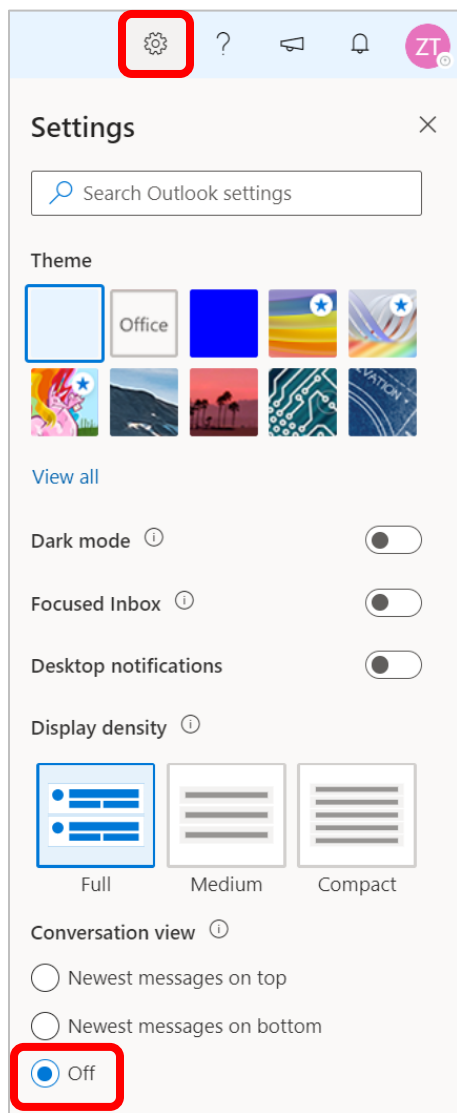 ZT
Settings
Search Outlook settings
Theme
Office
VATION
View all
Dark mode
Focused Inbox
Desktop notifications
Display density
Full Medium Compact
Conversation view
Newest messages on top
Newest messages on bottom
Off